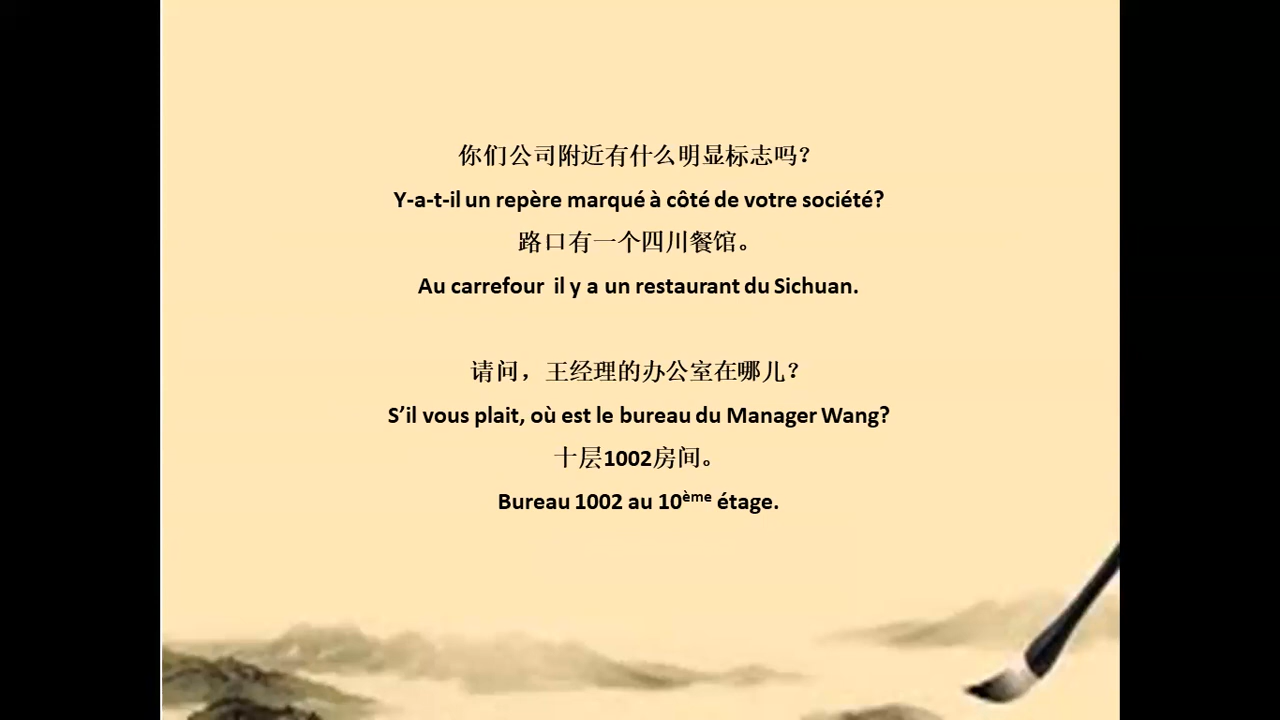 你们公司附近有什么明显标志吗？
Y-a-t-il un repère marqué à côté de votre société?
路口有一个四川餐馆。
Au carrefour  il y a un restaurant du Sichuan.
请问，王经理的办公室在哪儿？
S’il vous plait, où est le bureau du Manager Wang?
十层1002房间。
Bureau 1002 au 10ème étage.